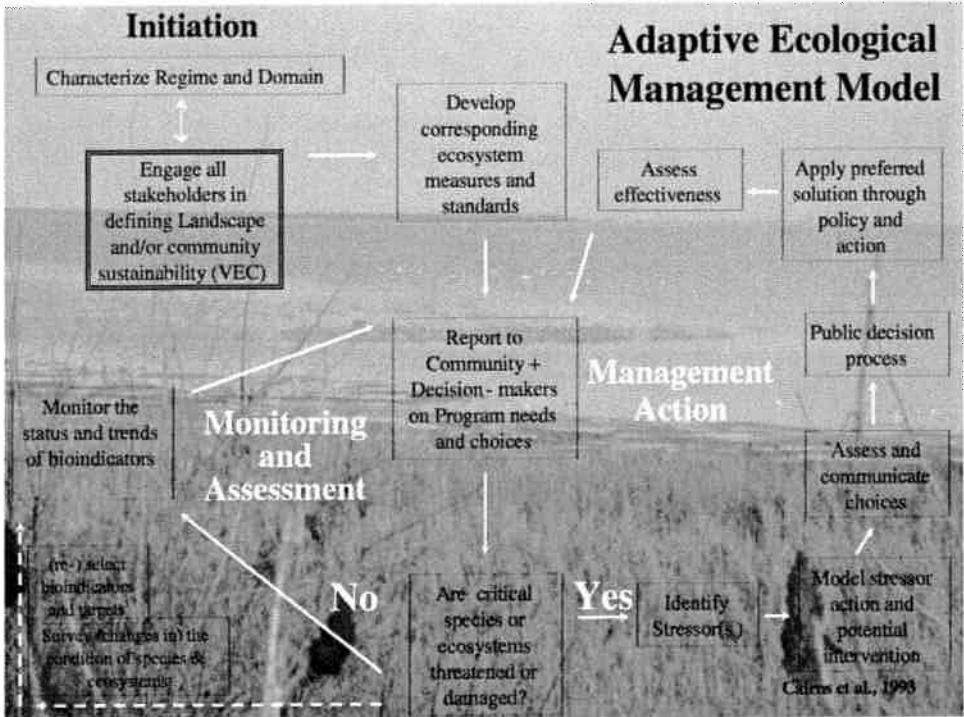 Initiation
Adaptive Ecological
Management Model
Characterize Regime and Domain
Engage all
stakeholders in
defining Landscape
and/or community
sustainability (VEC)
Develop
corresponding
ecosystem
measures and
standards
Assess
effectiveness
Apply preferred
solution through
policy and
action
Public decision
process
Report to
Community +
Decision - makers
on Program needs
and choices
Management
Action
Monitor the
status and trends
of bioindicators
Monitoring
and
Assessment
Assess and
communicate
choices
(re-) select
bioindicators
and targets
Survey (changes in) the
condition of species &
ecosystems
No
Are critical
species or
ecosystems
threatened or
damaged?
Yes
Identify
Stressor(s)
Model stressor
action and
potential
intervention
Cairns et al., 1993